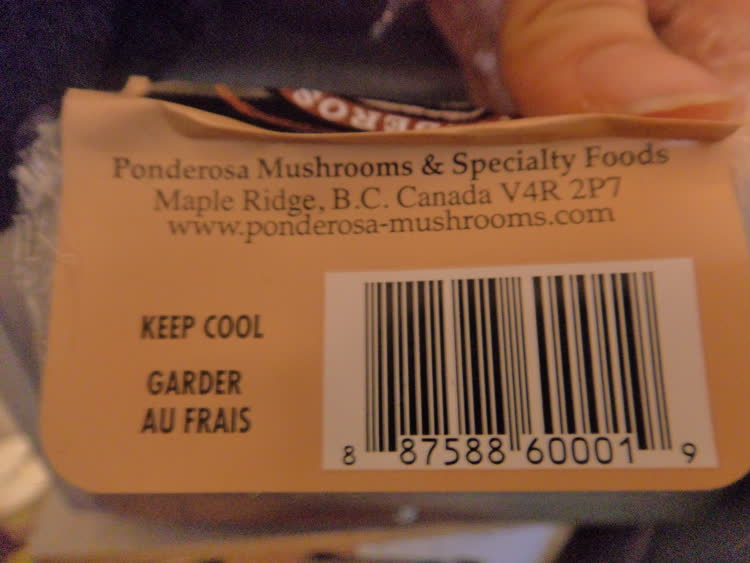 Ponderosa Mushrooms & Specialty Foods
Maple Ridge, B.C. Canada V4R 2P7
www.ponderosa-mushrooms.com
KEEP COOL
GARDER
AU FRAIS
8 87588 60001 9